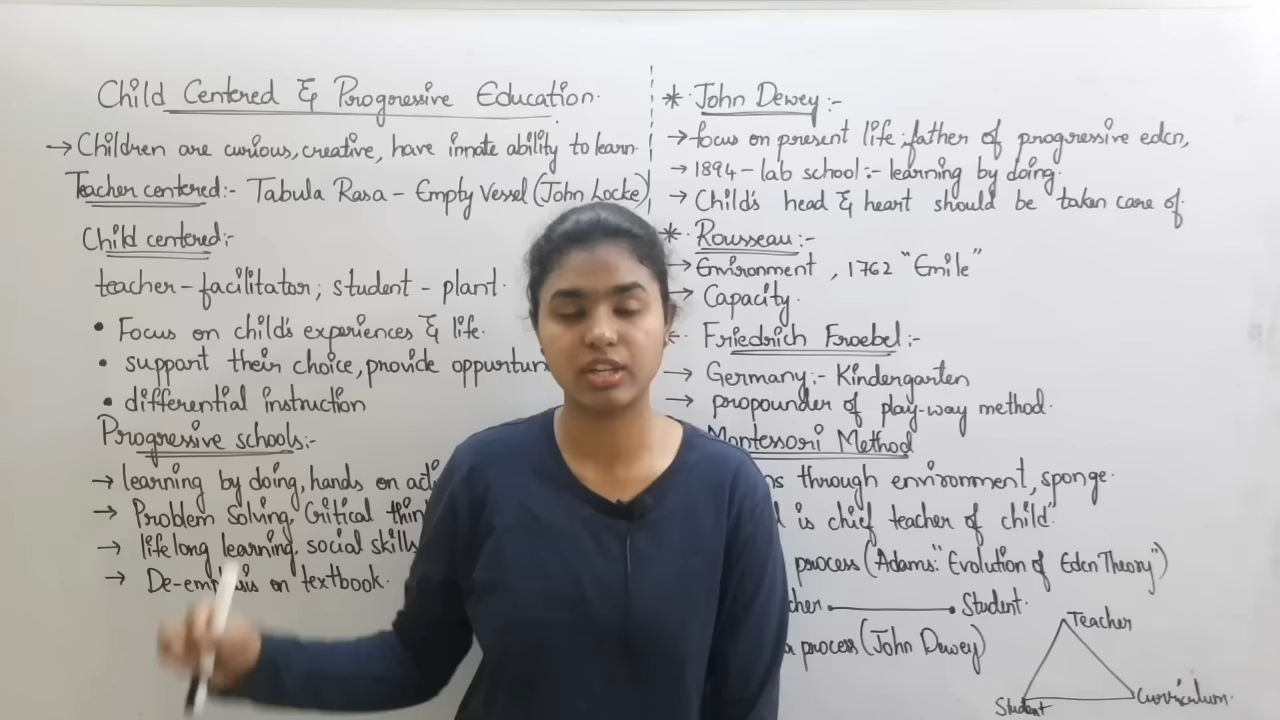 Child Centered & Progressive Education.
→ Children are curious, creative, have innate ability to learn.
Teacher centered:- Tabula Rasa – Empty Vessel (John Locke)
Child centered:-
teacher – facilitator; student – plant.
• Focus on child's experiences & life.
• support their choice, provide
• differential instruction
Progressive schools:-
→ learning by doing, hands on
→ Problem Solving, Critical
→ lifelong learning, social skills
→ De-emphasis on textbook.
* John Dewey:-
→ focus on present life; father of progressive edcn,
→ 1894 – lab school:- learning by doing.
→ Child's head & heart should be taken care of.
* Rousseau:-
→ Environment, 1762 "Emile"
→ Capacity.
Friedrich Froebel:-
→ Germany:- Kindergarten
→ propounder of play-way method.
Montessori Method
through environment, sponge.
is chief teacher of child"
process (Adams: "Evolution of Edcn Theory")
Student.
process (John Dewey)
Teacher
Student
Curriculum.